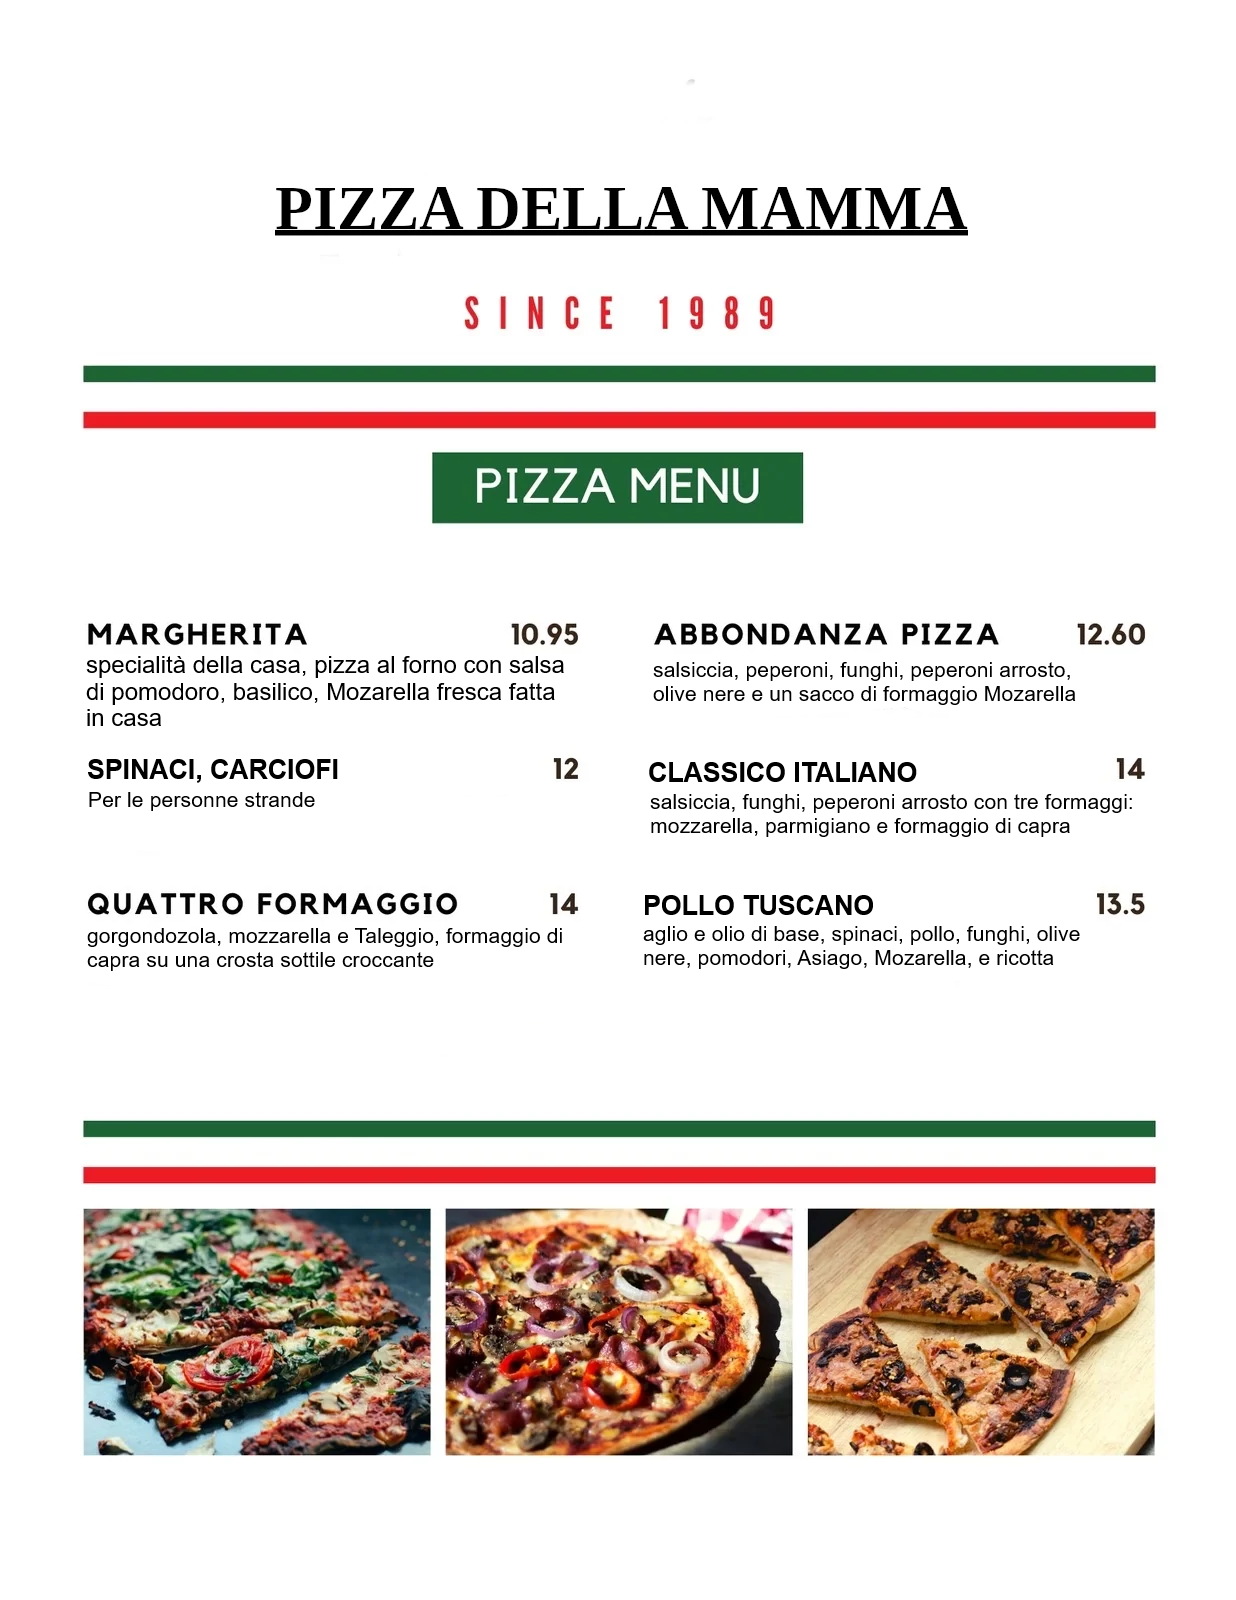 PIZZA DELLA MAMMA
SINCE 1989
PIZZA MENU
MARGHERITA 10.95
specialità della casa, pizza al forno con salsa
di pomodoro, basilico, Mozarella fresca fatta
in casa
SPINACI, CARCIOFI 12
Per le personne strande
QUATTRO FORMAGGIO 14
gorgondozola, mozzarella e Taleggio, formaggio di
capra su una crosta sottile croccante
ABBONDANZA PIZZA 12.60
salsiccia, peperoni, funghi, peperoni arrosto,
olive nere e un sacco di formaggio Mozarella
CLASSICO ITALIANO 14
salsiccia, funghi, peperoni arrosto con tre formaggi:
mozzarella, parmigiano e formaggio di capra
POLLO TUSCANO 13.5
aglio e olio di base, spinaci, pollo, funghi, olive
nere, pomodori, Asiago, Mozarella, e ricotta